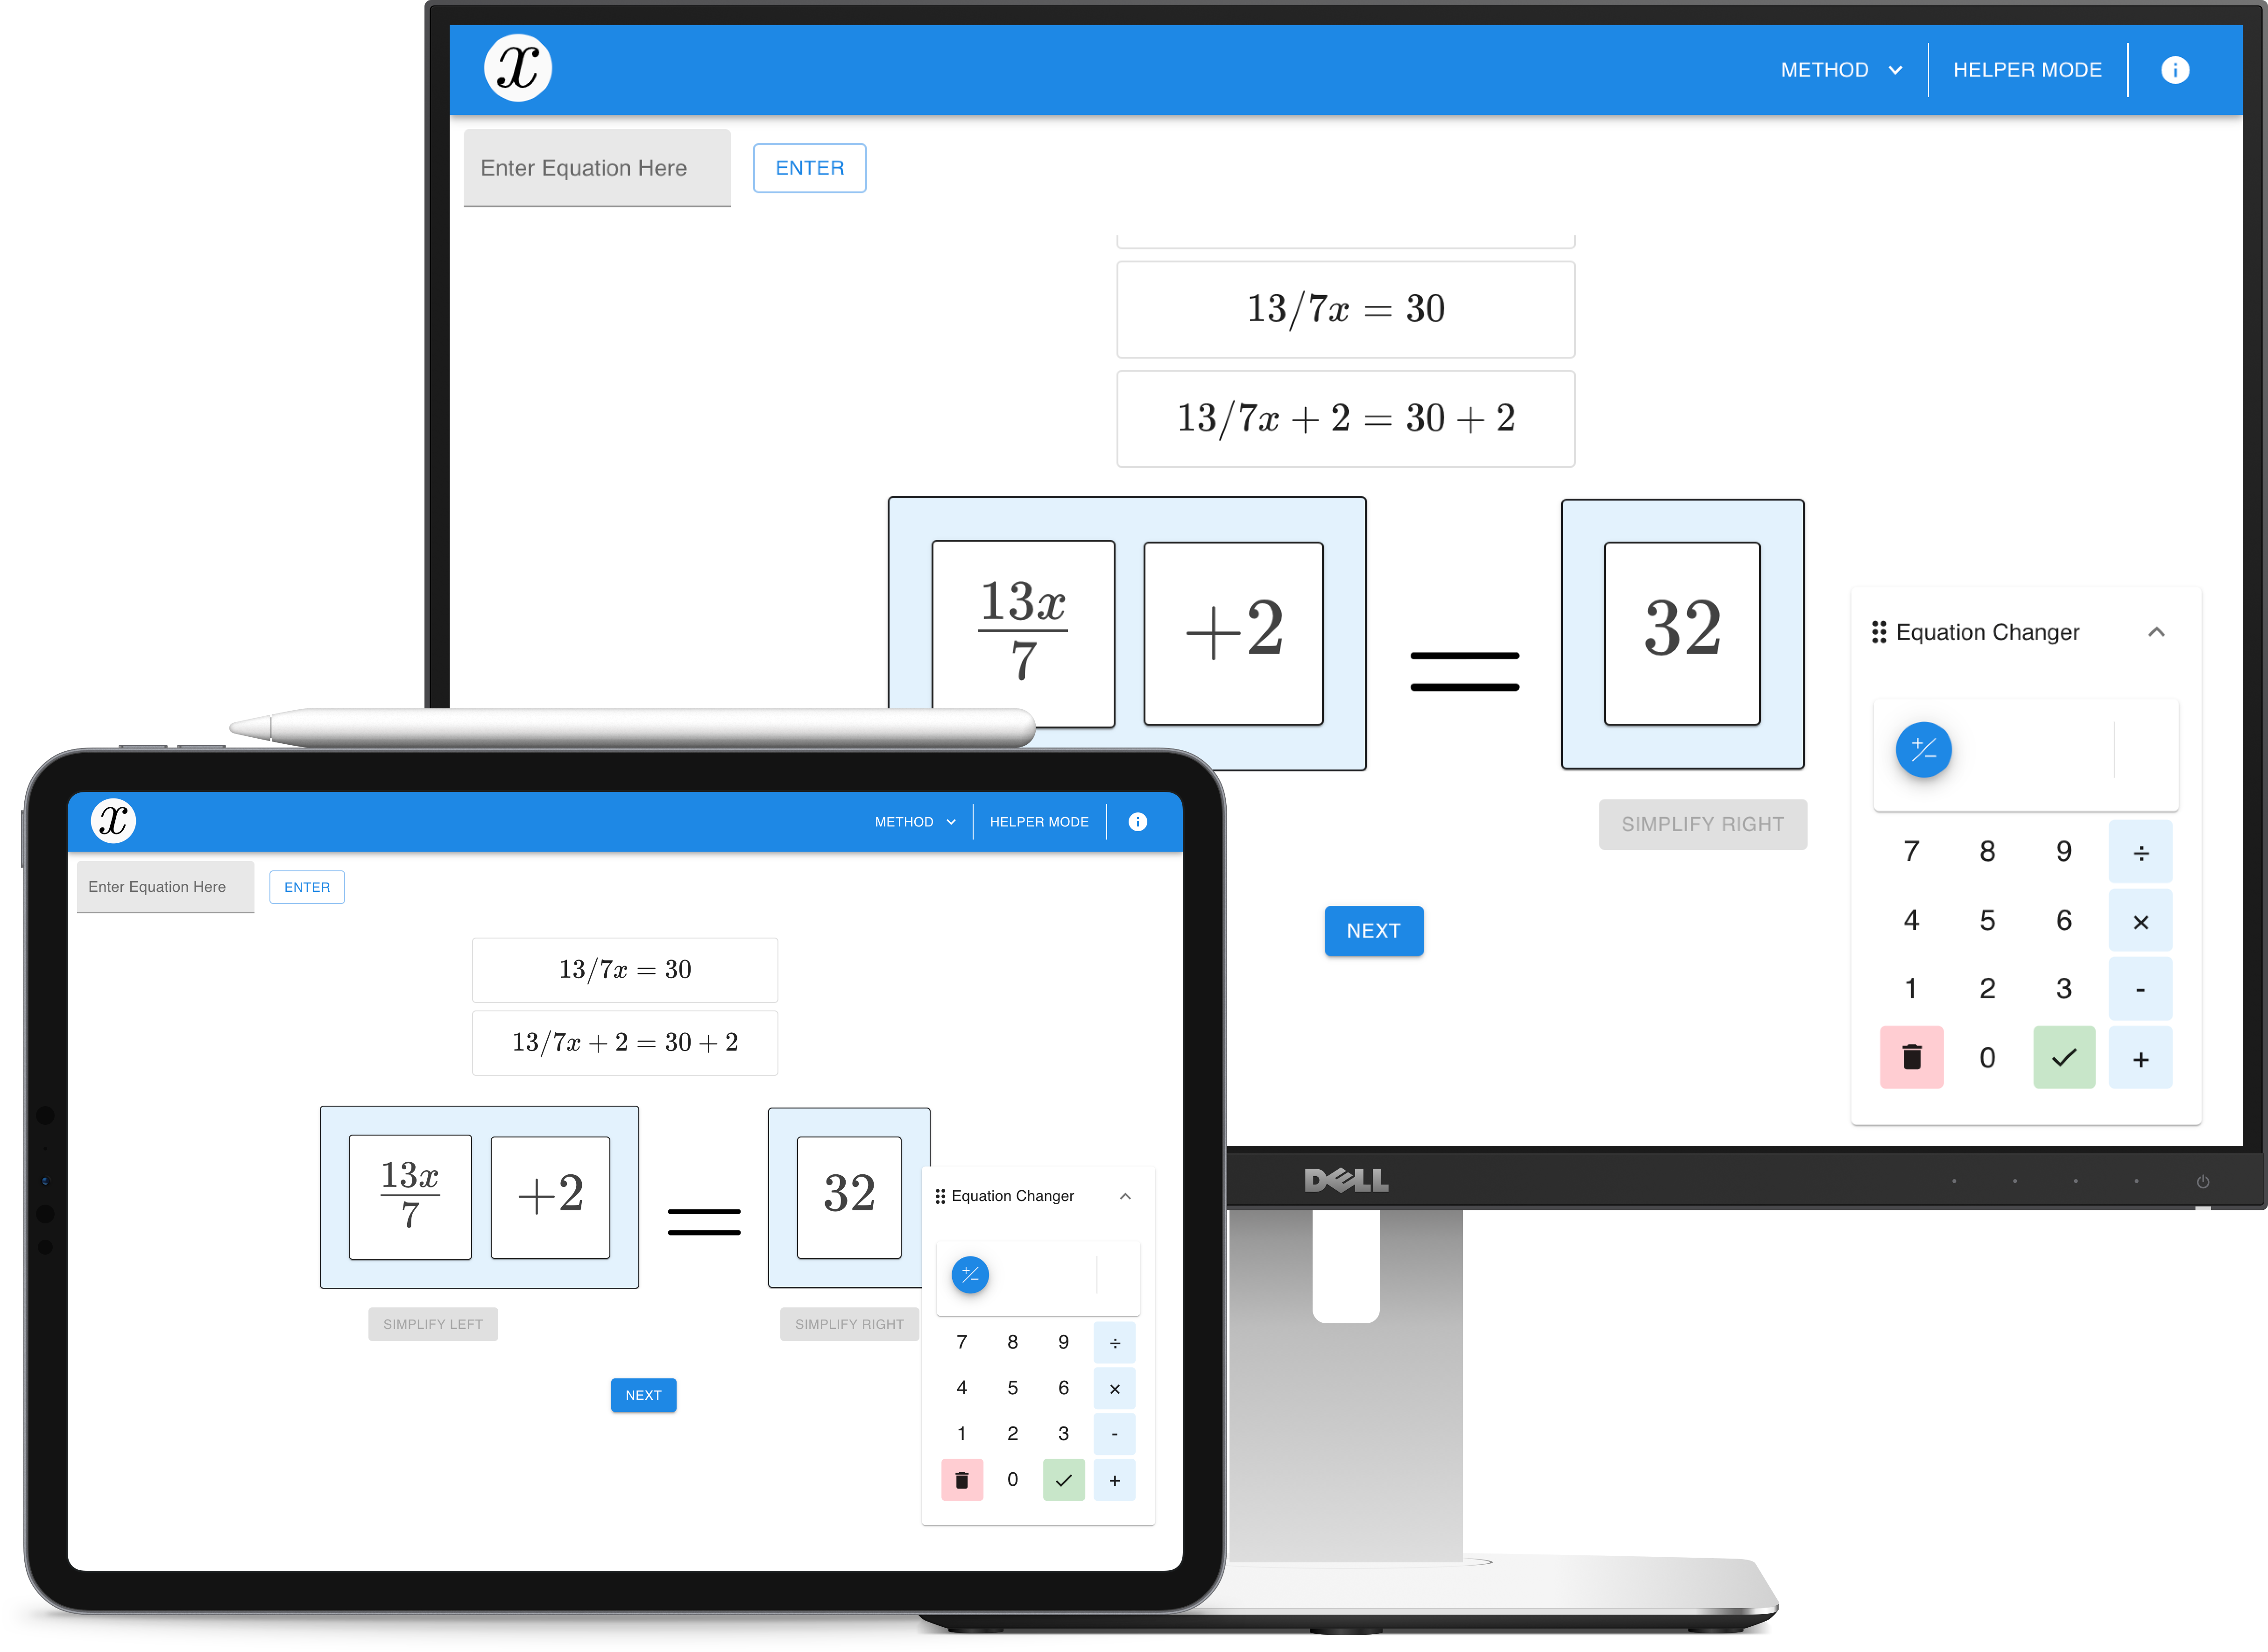 x
METHOD
HELPER MODE
i
Enter Equation Here
ENTER
13/7x = 30
13/7x + 2 = 30 + 2
13x
7
+2
=
32
Equation Changer
+/-
SIMPLIFY RIGHT
7 8 9 ÷
4 5 6 ×
1 2 3 -
0 ✓ +
NEXT
DELL
x
METHOD
HELPER MODE
i
Enter Equation Here
ENTER
13/7x = 30
13/7x + 2 = 30 + 2
13x
7
+2
=
32
SIMPLIFY LEFT
SIMPLIFY RIGHT
NEXT
Equation Changer
+/-
7 8 9 ÷
4 5 6 ×
1 2 3 -
0 ✓ +